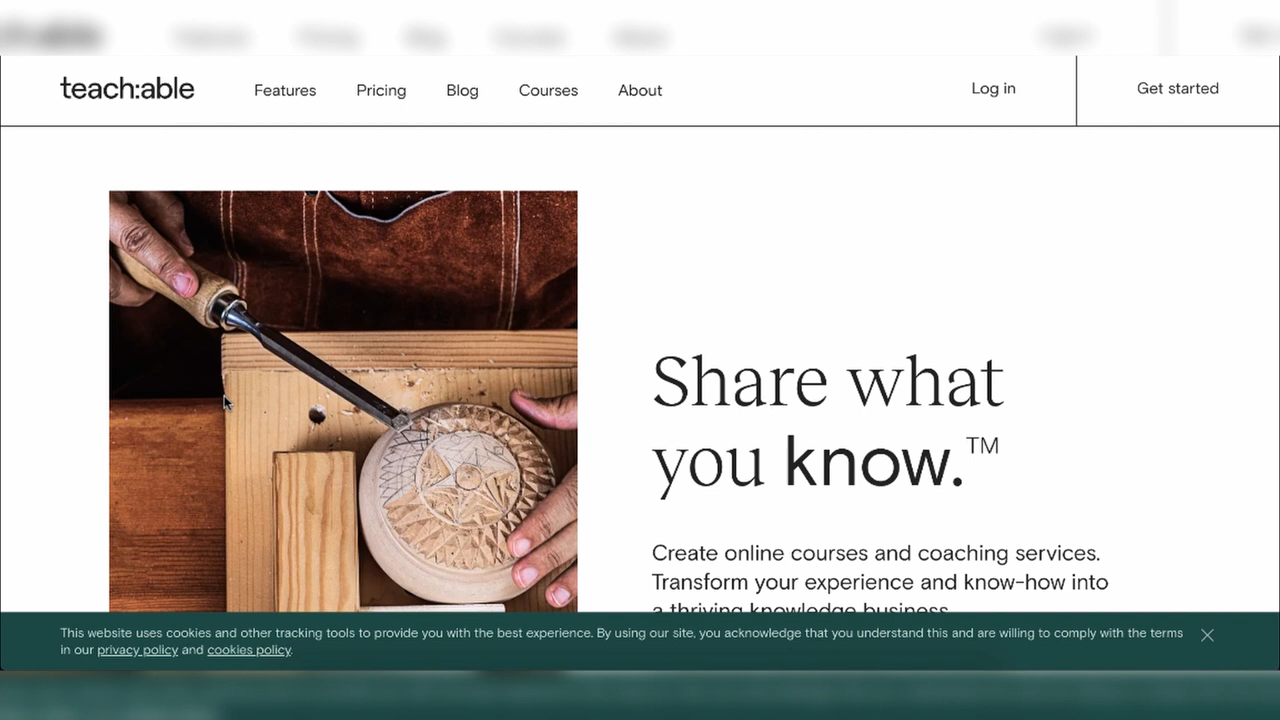 teach:able
Features
Pricing
Blog
Courses
About
Log in
Get started
Share what
you know.™
Create online courses and coaching services.
Transform your experience and know-how into
a thriving knowledge business.
This website uses cookies and other tracking tools to provide you with the best experience. By using our site, you acknowledge that you understand this and are willing to comply with the terms
in our privacy policy and cookies policy.